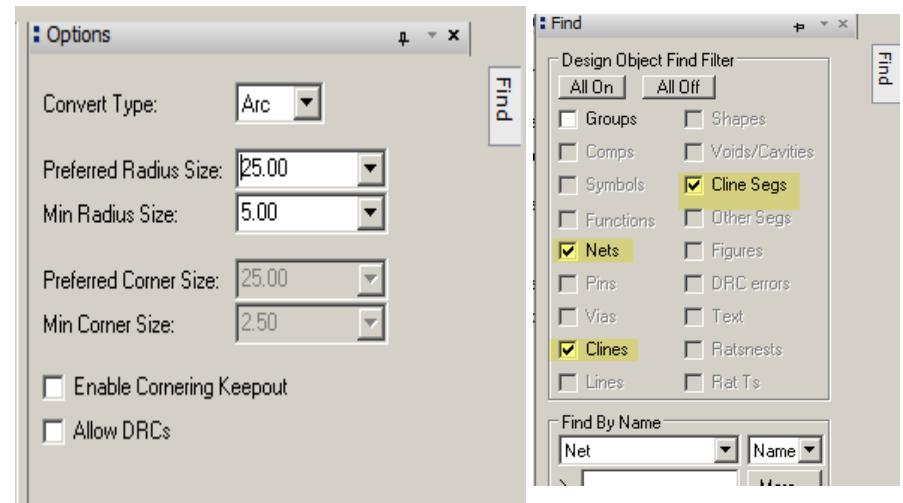 Options
Find
Convert Type: Arc
Preferred Radius Size: 25.00
Min Radius Size: 5.00
Preferred Corner Size: 25.00
Min Corner Size: 2.50
Enable Cornering Keepout
Allow DRCs
Find
Find
Design Object Find Filter
All On All Off
Groups Shapes
Comps Voids/Cavities
Symbols Cline Segs
Functions Other Segs
Nets Figures
Pins DRC errors
Vias Text
Clines Ratsnests
Lines Rat Ts
Find By Name
Net Name
>